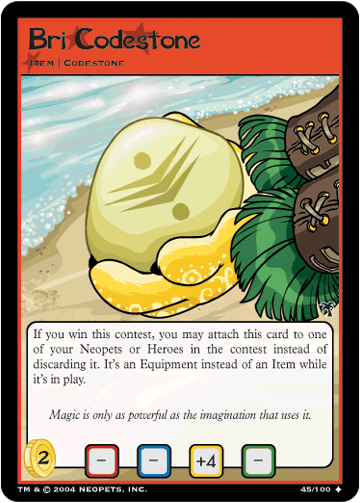 Bri Codestone
Item | Codestone
If you win this contest, you may attach this card to one
of your Neopets or Heroes in the contest instead of
discarding it. It's an Equipment instead of an Item while
it's in play.
Magic is only as powerful as the imagination that uses it.
2
– – +4 –
TM & © 2004 NEOPETS, INC. 45/100 ♦